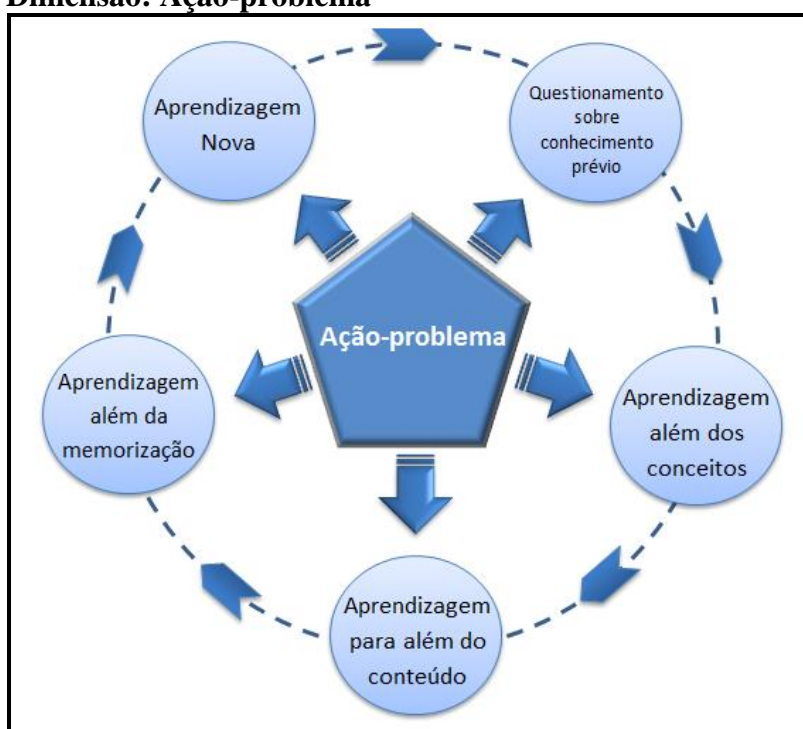 Dimensão: Ação-problema
Aprendizagem
Nova
Questionamento
sobre
conhecimento
prévio
Ação-problema
Aprendizagem
além da
memorização
Aprendizagem
além dos
conceitos
Aprendizagem
para além do
conteúdo